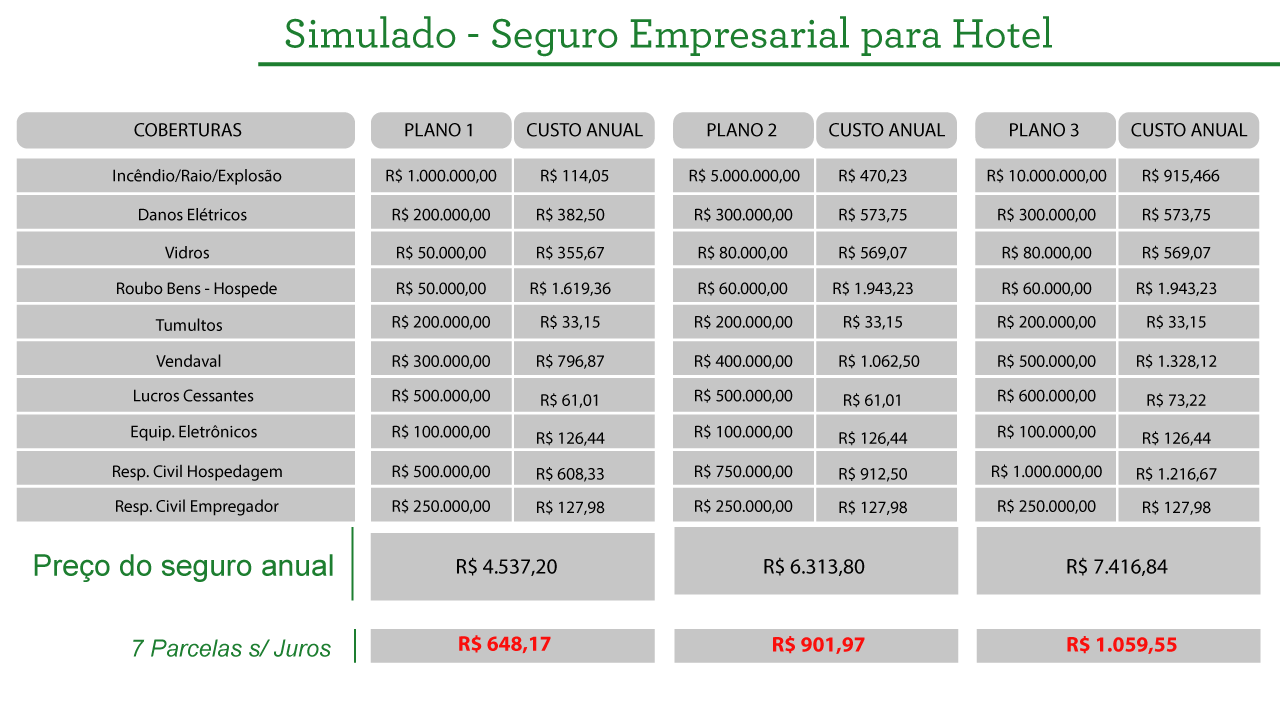 Simulado - Seguro Empresarial para Hotel
COBERTURAS PLANO 1 CUSTO ANUAL PLANO 2 CUSTO ANUAL PLANO 3 CUSTO ANUAL
Incêndio/Raio/Explosão R$ 1.000.000,00 R$ 114,05 R$ 5.000.000,00 R$ 470,23 R$ 10.000.000,00 R$ 915,466
Danos Elétricos R$ 200.000,00 R$ 382,50 R$ 300.000,00 R$ 573,75 R$ 300.000,00 R$ 573,75
Vidros R$ 50.000,00 R$ 355,67 R$ 80.000,00 R$ 569,07 R$ 80.000,00 R$ 569,07
Roubo Bens - Hospede R$ 50.000,00 R$ 1.619,36 R$ 60.000,00 R$ 1.943,23 R$ 60.000,00 R$ 1.943,23
Tumultos R$ 200.000,00 R$ 33,15 R$ 200.000,00 R$ 33,15 R$ 200.000,00 R$ 33,15
Vendaval R$ 300.000,00 R$ 796,87 R$ 400.000,00 R$ 1.062,50 R$ 500.000,00 R$ 1.328,12
Lucros Cessantes R$ 500.000,00 R$ 61,01 R$ 500.000,00 R$ 61,01 R$ 600.000,00 R$ 73,22
Equip. Eletrônicos R$ 100.000,00 R$ 126,44 R$ 100.000,00 R$ 126,44 R$ 100.000,00 R$ 126,44
Resp. Civil Hospedagem R$ 500.000,00 R$ 608,33 R$ 750.000,00 R$ 912,50 R$ 1.000.000,00 R$ 1.216,67
Resp. Civil Empregador R$ 250.000,00 R$ 127,98 R$ 250.000,00 R$ 127,98 R$ 250.000,00 R$ 127,98
Preço do seguro anual R$ 4.537,20 R$ 6.313,80 R$ 7.416,84
7 Parcelas s/ Juros R$ 648,17 R$ 901,97 R$ 1.059,55